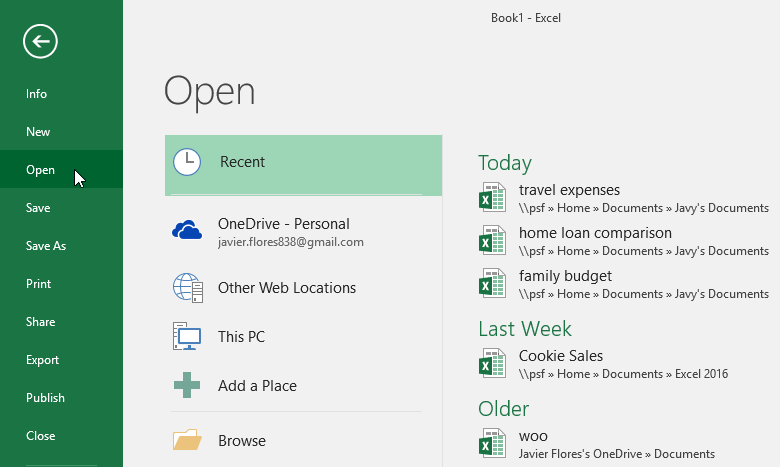 Book1 - Excel
Info
New
Open
Save
Save As
Print
Share
Export
Publish
Close
Open
Recent
OneDrive - Personal
javier.flores838@gmail.com
Other Web Locations
This PC
Add a Place
Browse
Today
travel expenses
\\psf » Home » Documents » Javy's Documents
home loan comparison
\\psf » Home » Documents » Javy's Documents
family budget
\\psf » Home » Documents » Javy's Documents
Last Week
Cookie Sales
\\psf » Home » Documents » Excel 2016
Older
woo
Javier Flores's OneDrive » Documents